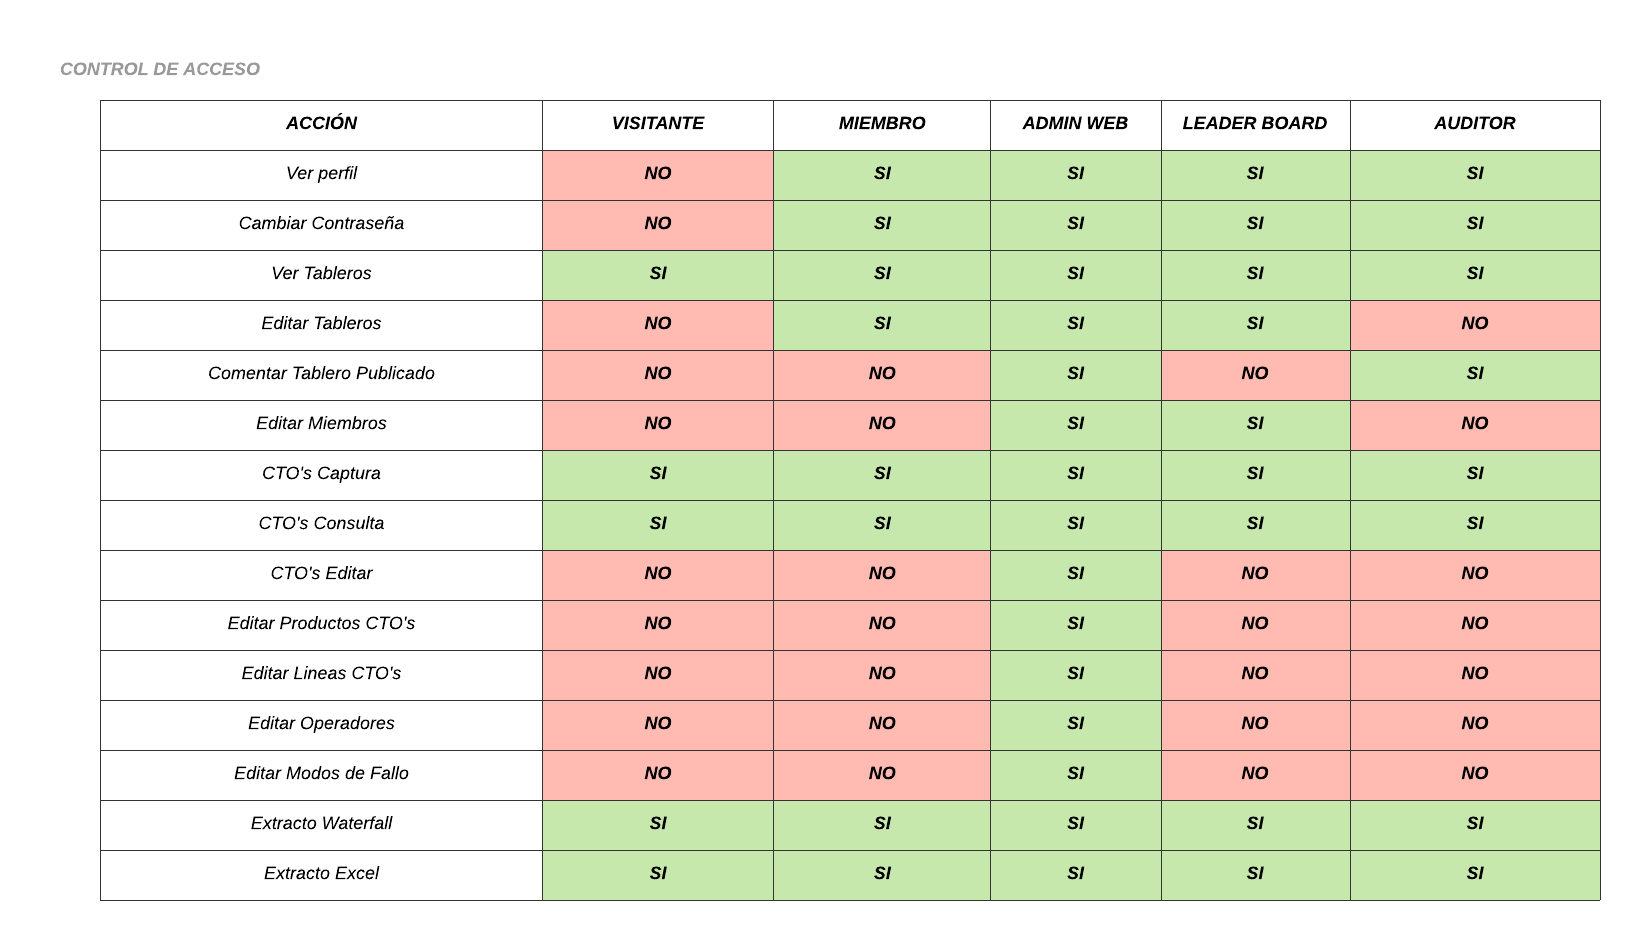 CONTROL DE ACCESO
ACCIÓN VISITANTE MIEMBRO ADMIN WEB LEADER BOARD AUDITOR
Ver perfil NO SI SI SI SI
Cambiar Contraseña NO SI SI SI SI
Ver Tableros SI SI SI SI SI
Editar Tableros NO SI SI SI NO
Comentar Tablero Publicado NO NO SI NO SI
Editar Miembros NO NO SI SI NO
CTO's Captura SI SI SI SI SI
CTO's Consulta SI SI SI SI SI
CTO's Editar NO NO SI NO NO
Editar Productos CTO's NO NO SI NO NO
Editar Lineas CTO's NO NO SI NO NO
Editar Operadores NO NO SI NO NO
Editar Modos de Fallo NO NO SI NO NO
Extracto Waterfall SI SI SI SI SI
Extracto Excel SI SI SI SI SI